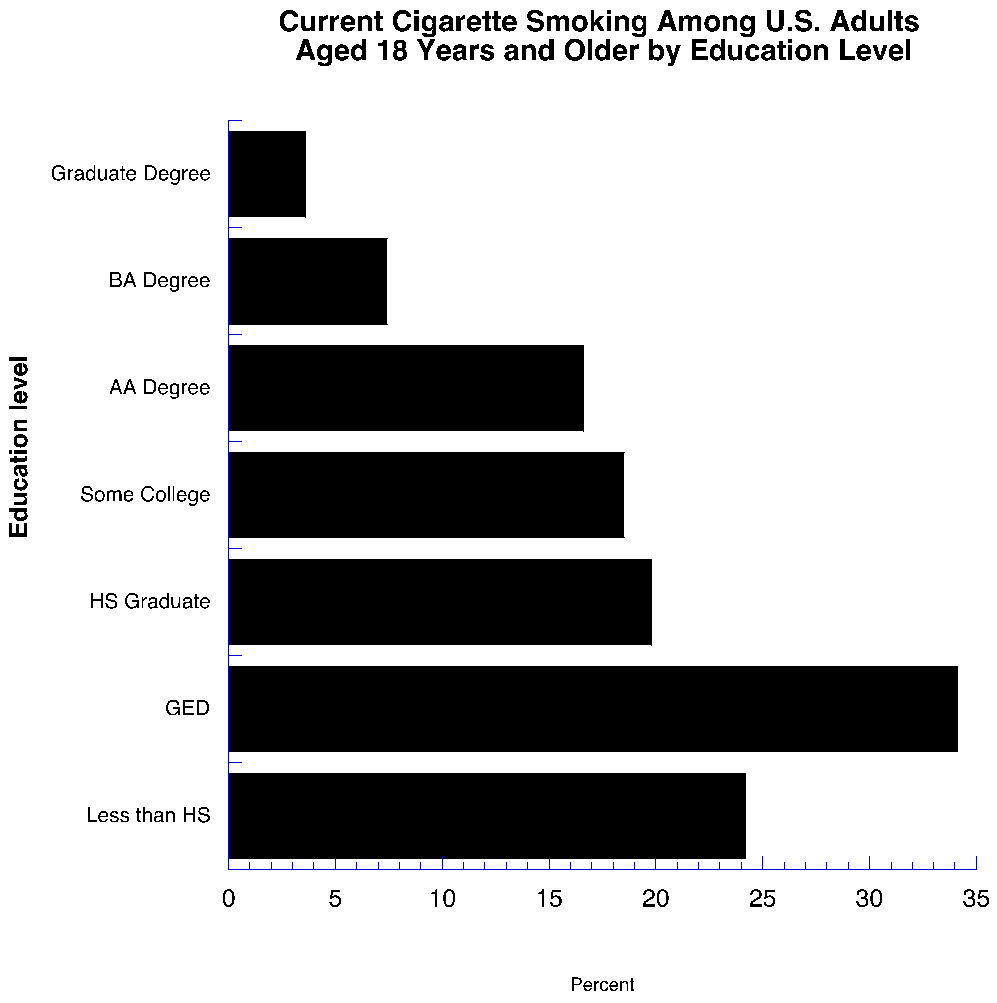 Current Cigarette Smoking Among U.S. Adults
Aged 18 Years and Older by Education Level
Education level
Graduate Degree
BA Degree
AA Degree
Some College
HS Graduate
GED
Less than HS
0 5 10 15 20 25 30 35
Percent